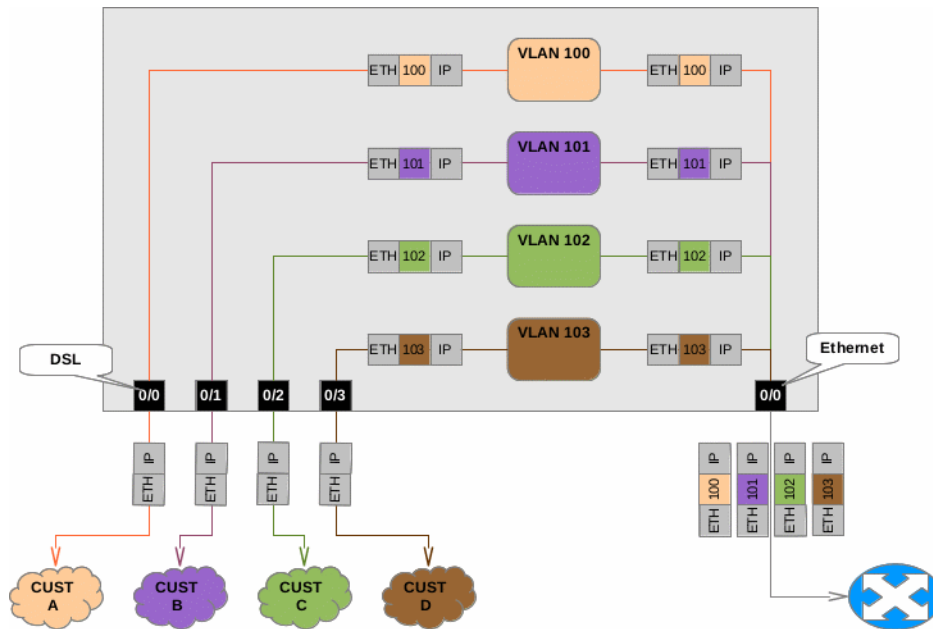 VLAN 100
ETH 100 IP
ETH 100 IP
VLAN 101
ETH 101 IP
ETH 101 IP
VLAN 102
ETH 102 IP
ETH 102 IP
VLAN 103
ETH 103 IP
ETH 103 IP
DSL
Ethernet
0/0
0/1
0/2
0/3
0/0
ETH IP
ETH IP
ETH IP
ETH IP
ETH 100 IP
ETH 101 IP
ETH 102 IP
ETH 103 IP
CUST
A
CUST
B
CUST
C
CUST
D